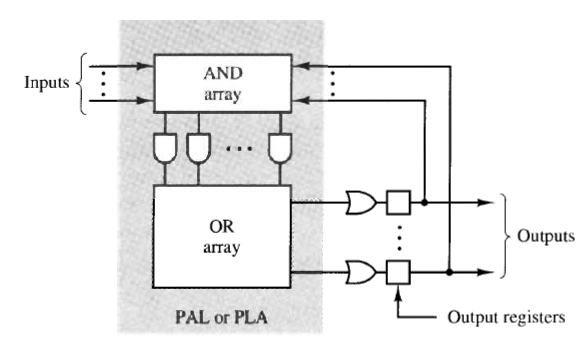 Inputs
AND
array
OR
array
Outputs
PAL or PLA
Output registers